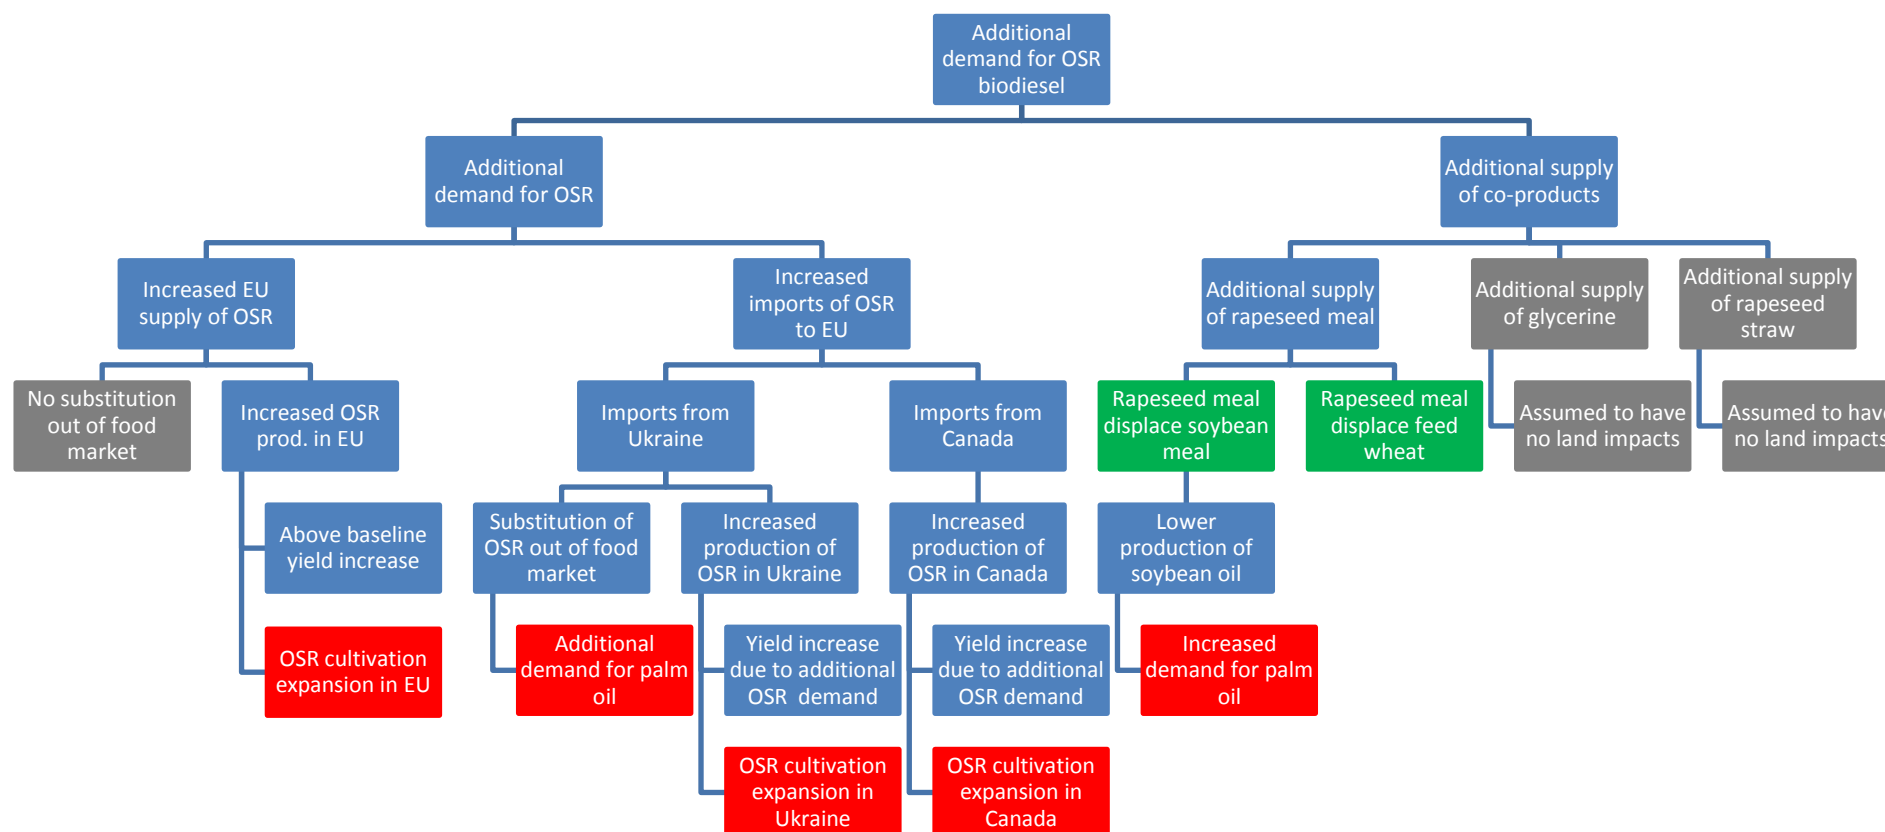 Additional
demand for OSR
biodiesel
Additional
demand for OSR
Additional supply
of co-products
Increased EU
supply of OSR
Increased
imports of OSR
to EU
Additional supply
of rapeseed meal
Additional supply
of glycerine
Additional supply
of rapeseed
straw
No substitution
out of food
market
Increased OSR
prod. in EU
Imports from
Ukraine
Imports from
Canada
Rapeseed meal
displace soybean
meal
Rapeseed meal
displace feed
wheat
Assumed to have
no land impacts
Assumed to have
no land impacts
Above baseline
yield increase
Substitution of
OSR out of food
market
Increased
production of
OSR in Ukraine
Increased
production of
OSR in Canada
Lower
production of
soybean oil
OSR cultivation
expansion in EU
Additional
demand for palm
oil
Yield increase
due to additional
OSR demand
Yield increase
due to additional
OSR demand
Increased
demand for palm
oil
OSR cultivation
expansion in
Ukraine
OSR cultivation
expansion in
Canada